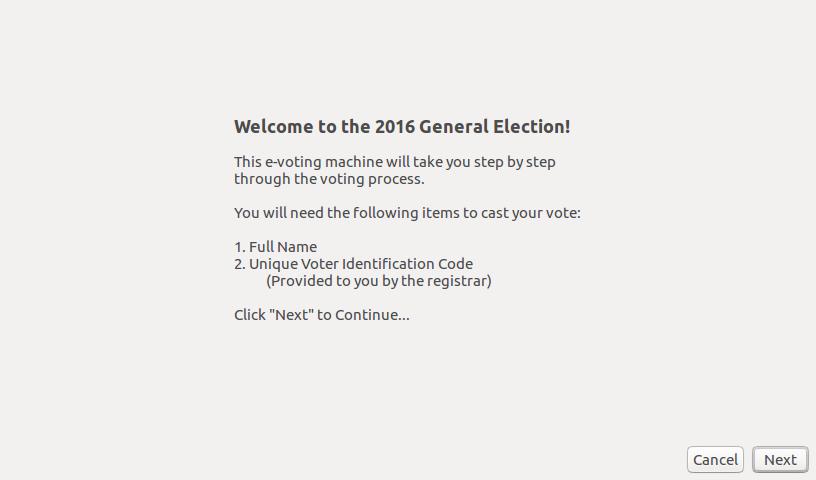 Welcome to the 2016 General Election!
This e-voting machine will take you step by step
through the voting process.
You will need the following items to cast your vote:
1. Full Name
2. Unique Voter Identification Code
(Provided to you by the registrar)
Click "Next" to Continue...
Cancel
Next